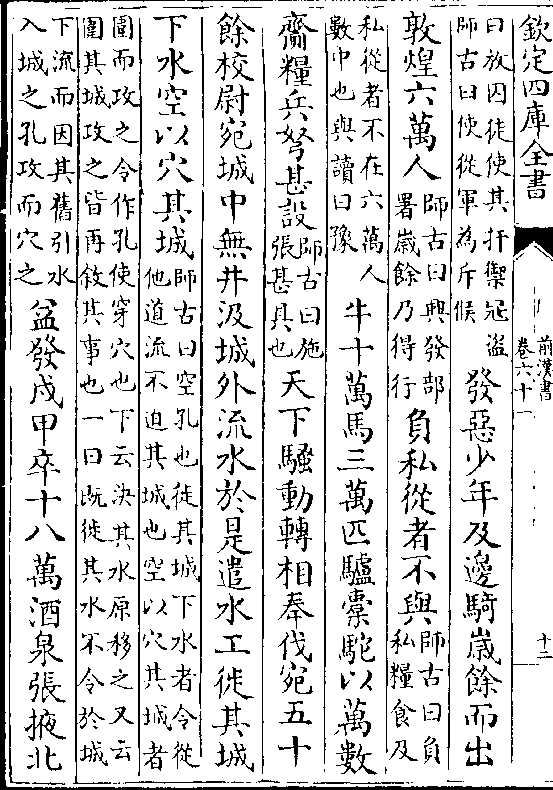 欽定四庫全書
前漢書
卷六十一
十二
曰放囚徒使其扞禦冦盜
師古曰使從軍為斥候
發惡少年及邊騎嵗餘而出
敦煌六萬人
師古曰興發部
署嵗餘乃得行
負私從者不與
師古曰負
私糧食及
私從者不在六萬人
數中也與讀曰豫
牛十萬馬三萬匹驢橐駝以萬數
齎糧兵弩甚設
師古曰施
張甚具也
天下騷動轉相奉伐宛五十
餘校尉宛城中無井汲城外流水於是遣水工徙其城
下水空以穴其城
師古曰空孔也徙其城下水者令從
他道流不迫其城也空以穴其城者
圍而攻之令作孔使穿穴也下云決其水原移之又云
圍其城攻之皆再敘其事也一曰既徙其水不令於城
下流而因其舊引水
入城之孔攻而穴之
益發戍甲卒十八萬酒泉張掖北